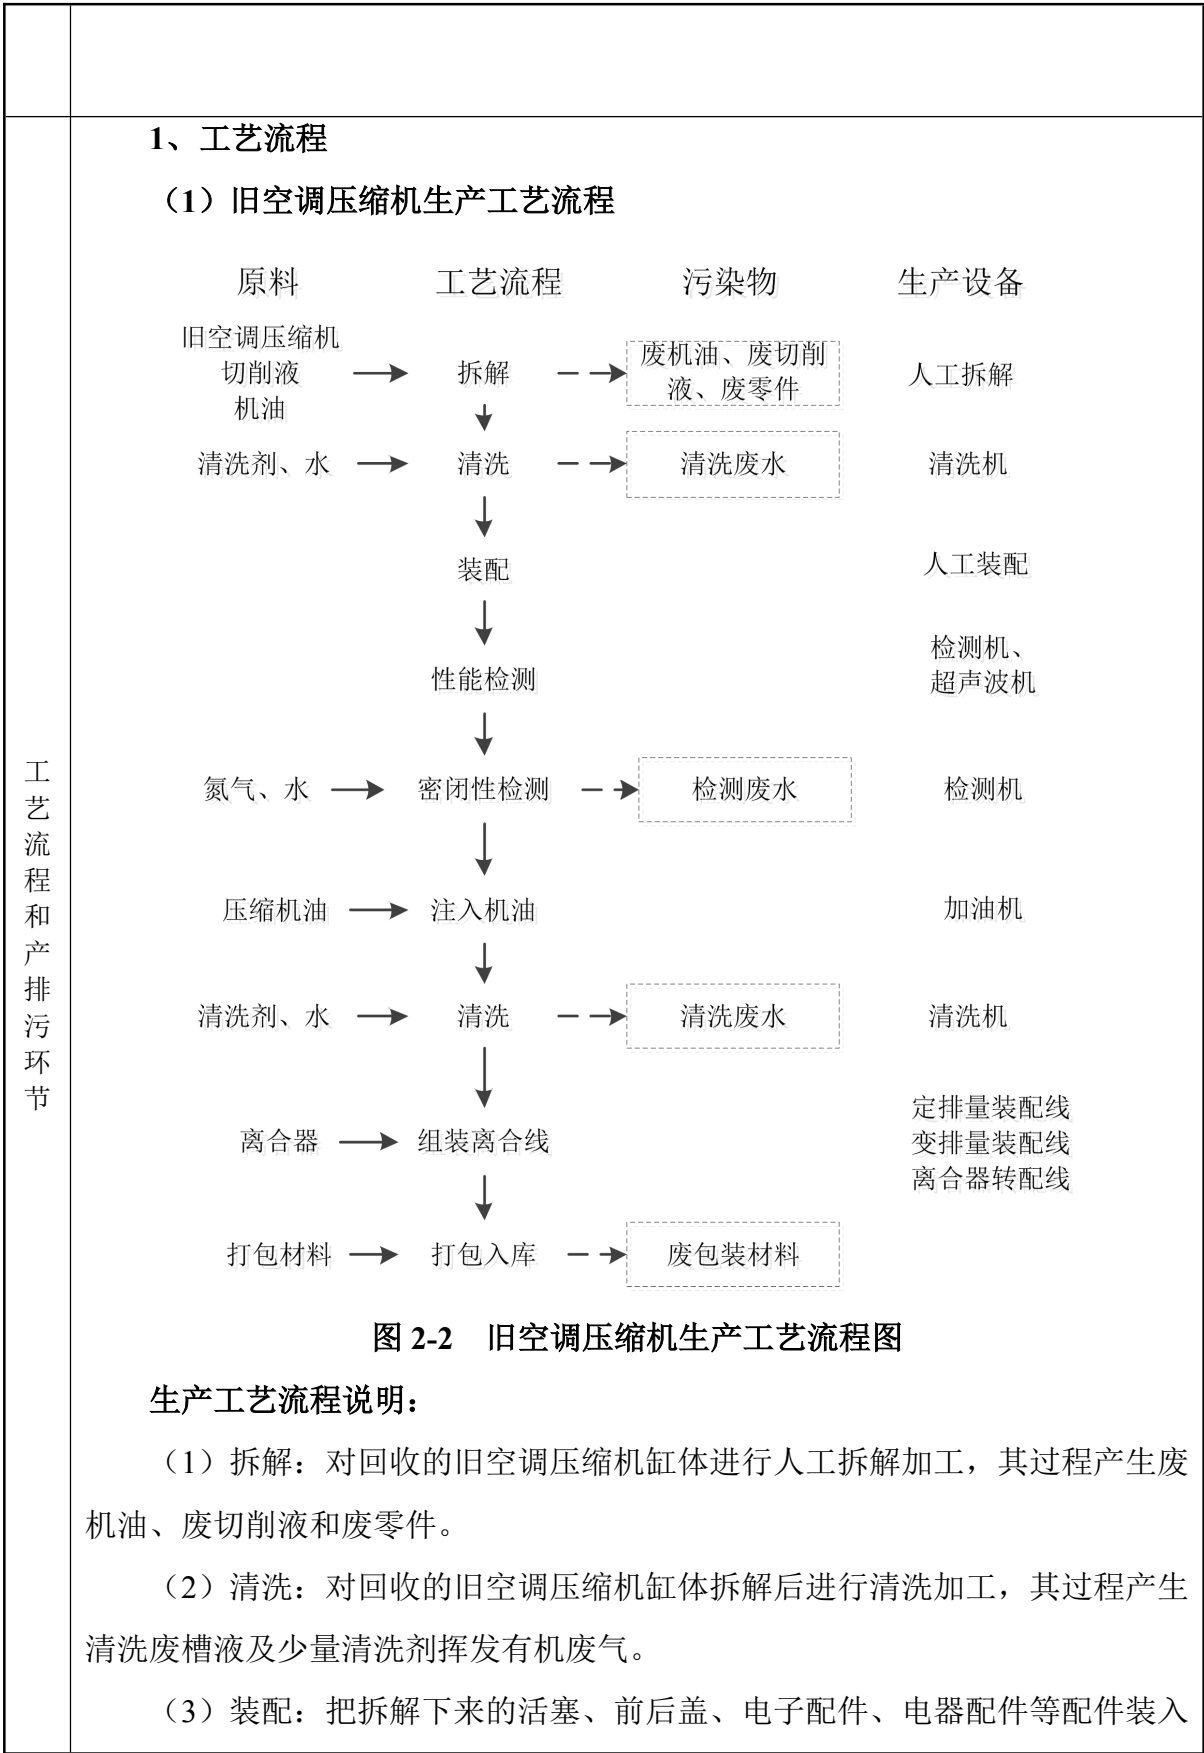 1、工艺流程
（1）旧空调压缩机生产工艺流程
原料 工艺流程 污染物 生产设备
旧空调压缩机
切削液
机油
拆解
废机油、废切削
液、废零件
人工拆解
清洗剂、水 清洗 清洗废水 清洗机
装配 人工装配
性能检测
检测机、
超声波机
氮气、水 密闭性检测 检测废水 检测机
压缩机油 注入机油 加油机
清洗剂、水 清洗 清洗废水 清洗机
离合器 组装离合线
定排量装配线
变排量装配线
离合器转配线
打包材料 打包入库 废包装材料
图 2-2 旧空调压缩机生产工艺流程图
生产工艺流程说明：
（1）拆解：对回收的旧空调压缩机缸体进行人工拆解加工，其过程产生废
机油、废切削液和废零件。
（2）清洗：对回收的旧空调压缩机缸体拆解后进行清洗加工，其过程产生
清洗废槽液及少量清洗剂挥发有机废气。
（3）装配：把拆解下来的活塞、前后盖、电子配件、电器配件等配件装入
工
艺
流
程
和
产
排
污
环
节